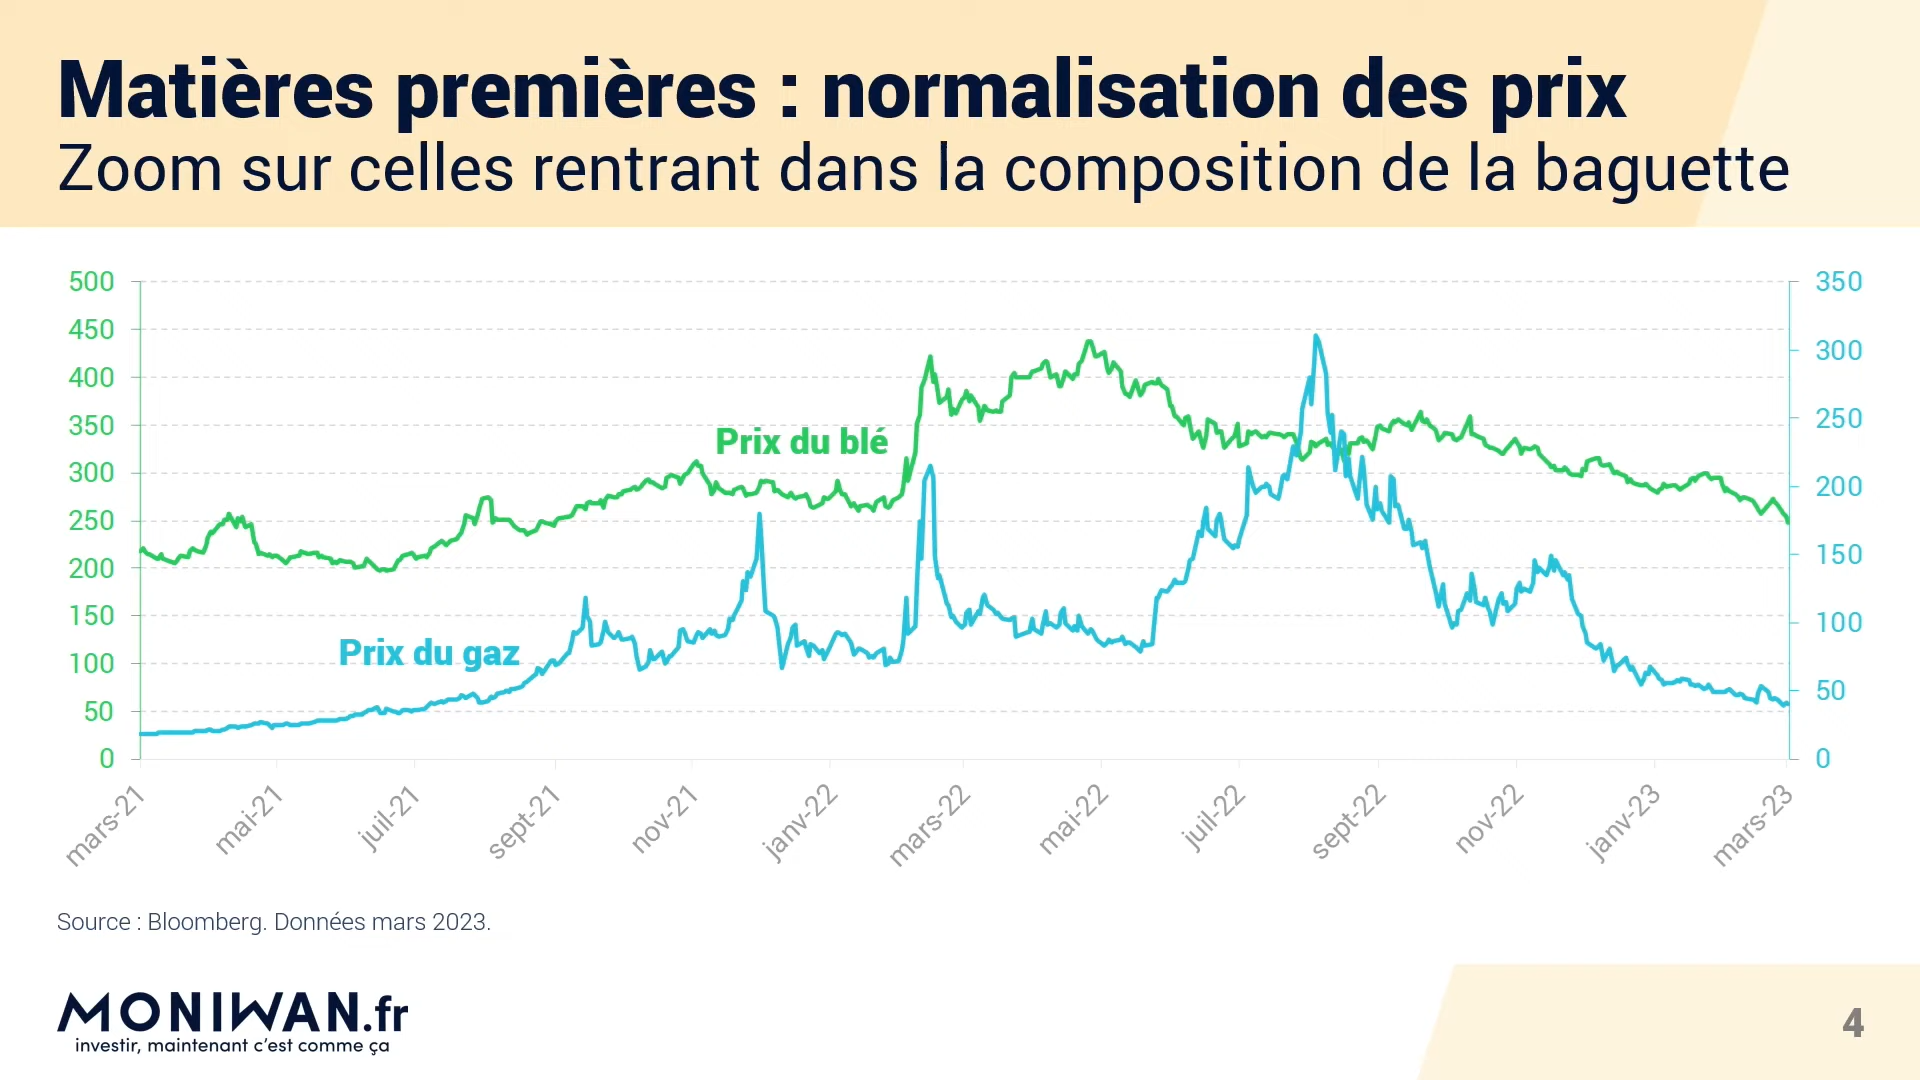 Matières premières : normalisation des prix
Zoom sur celles rentrant dans la composition de la baguette
500
450
400
350
300
250
200
150
100
50
0
350
300
250
200
150
100
50
0
Prix du blé
Prix du gaz
mars-21
mai-21
juil-21
sept-21
nov-21
janv-22
mars-22
mai-22
juil-22
sept-22
nov-22
janv-23
mars-23
Source : Bloomberg. Données mars 2023.
MONIWAN.fr
investir, maintenant c'est comme ça
4